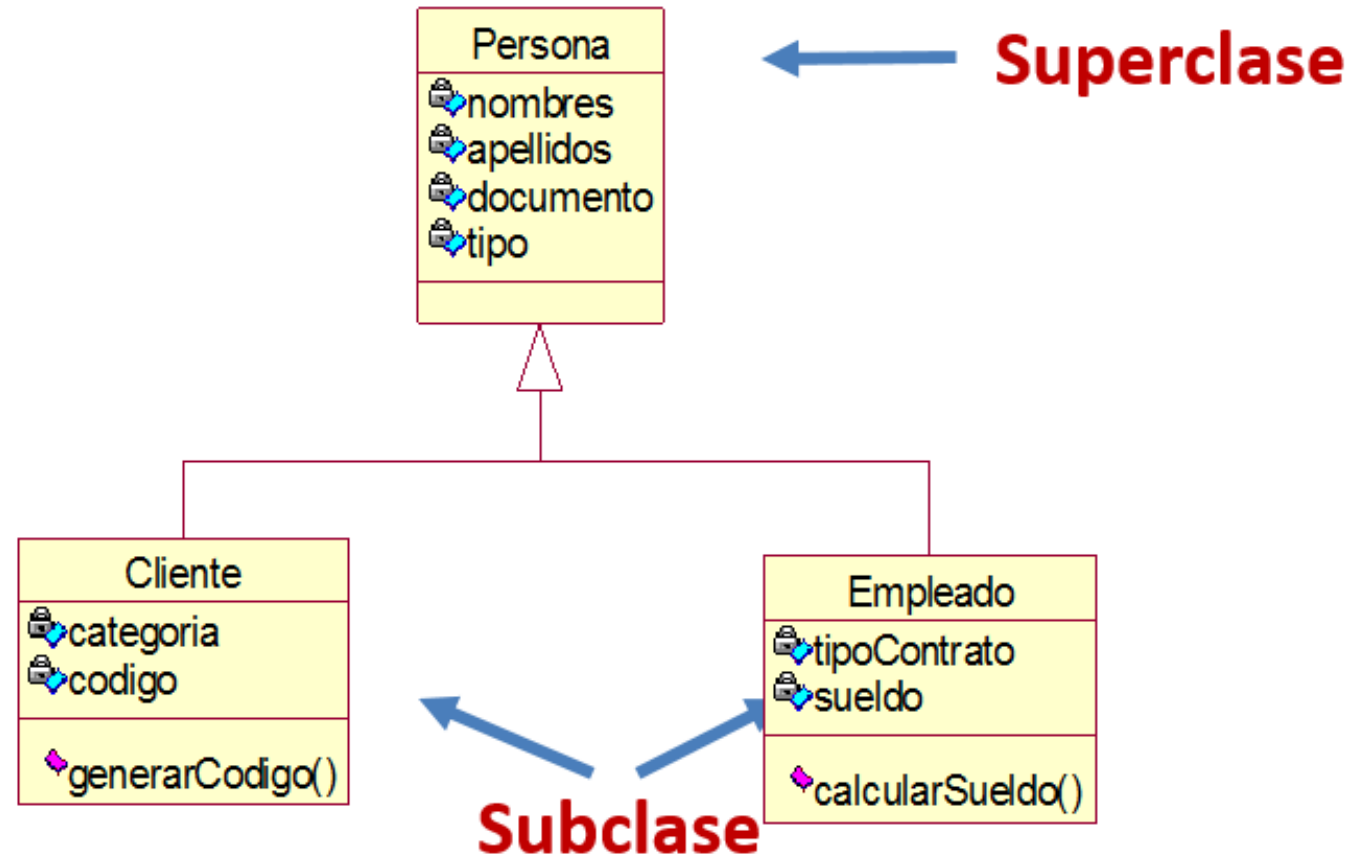 Persona
Superclase
nombres
apellidos
documento
tipo
Cliente
categoria
codigo
generarCodigo()
Empleado
tipoContrato
sueldo
calcularSueldo()
Subclase